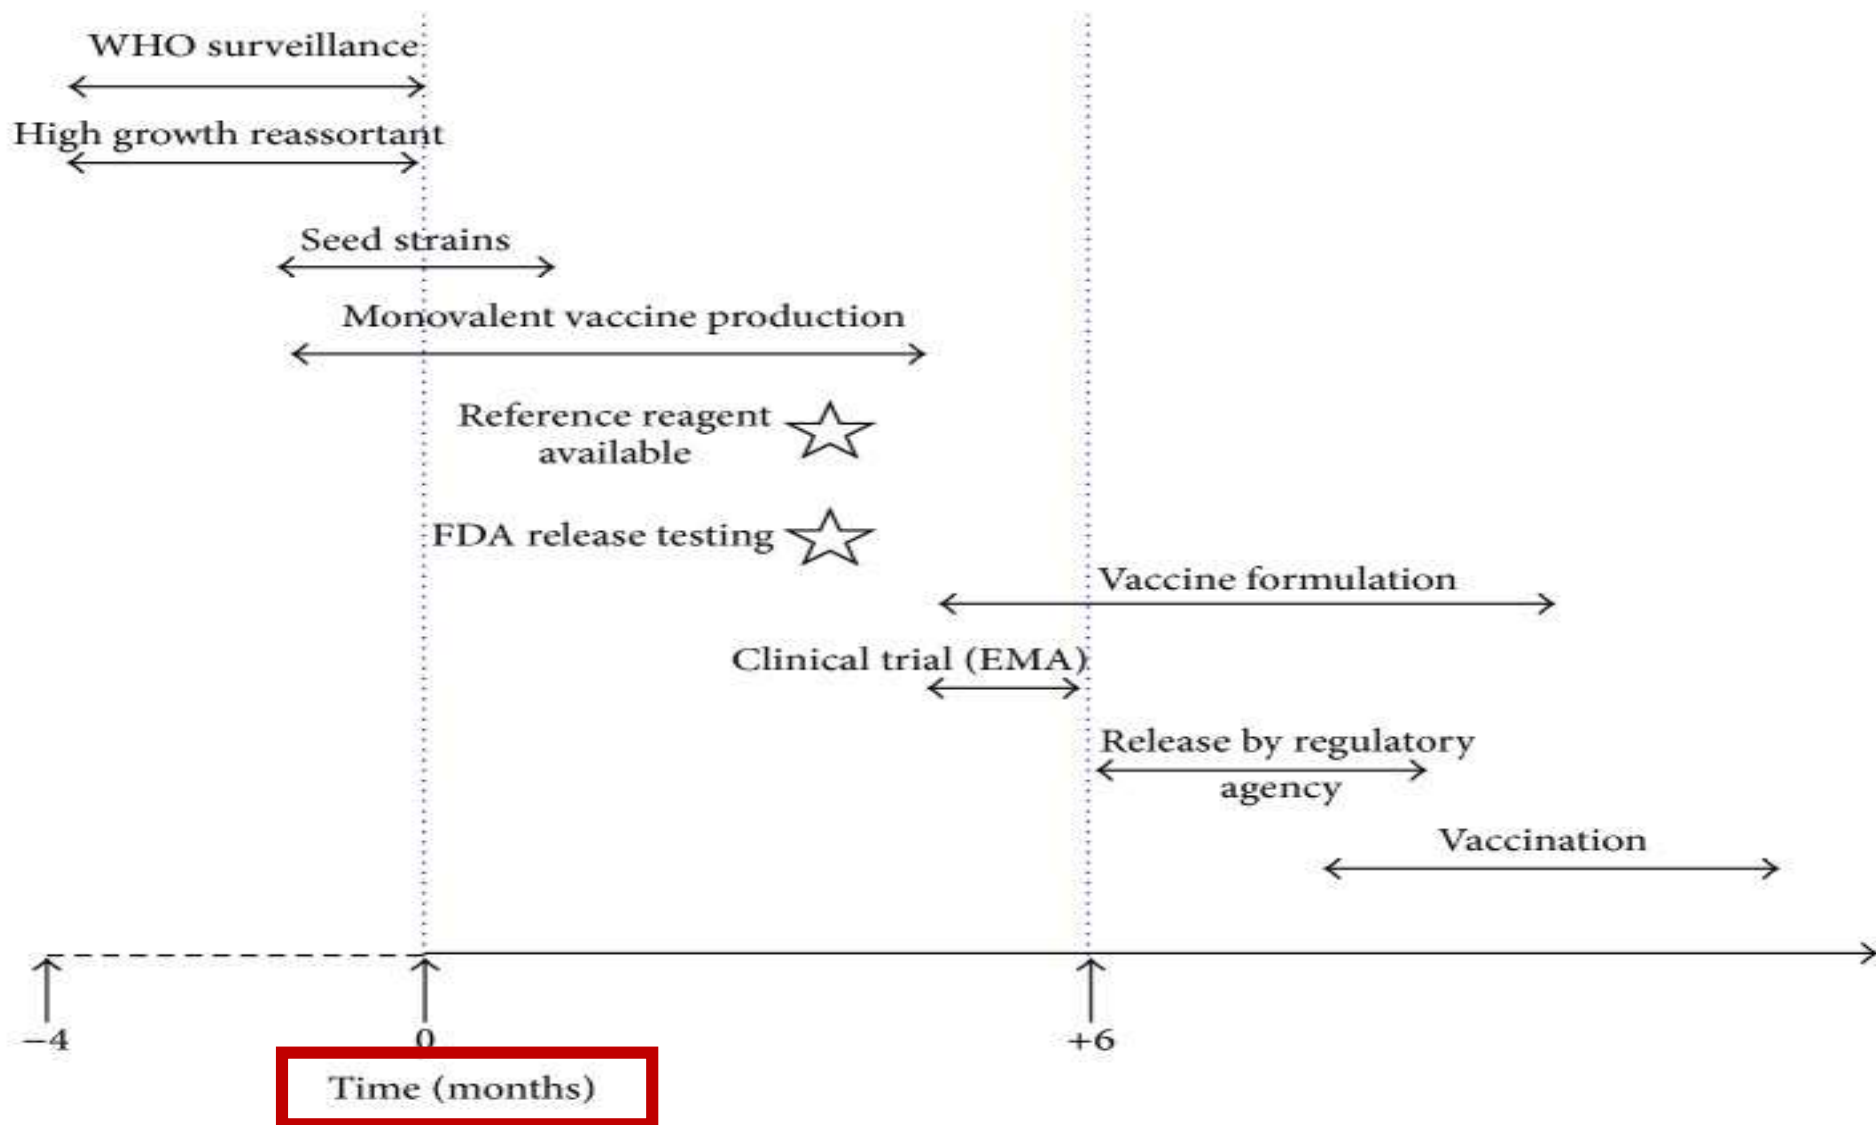 WHO surveillance
High growth reassortant
Seed strains
Monovalent vaccine production
Reference reagent
available
FDA release testing
Vaccine formulation
Clinical trial (EMA)
Release by regulatory
agency
Vaccination
−4
0
+6
Time (months)